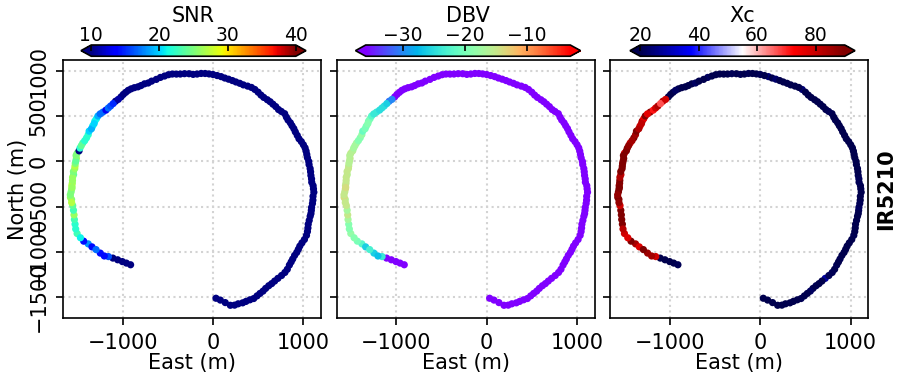 SNR DBV Xc
10 20 30 40 −30 −20 −10 20 40 60 80
1000
500
0
−500
−1000
−1500
North (m)
IR5210
−1000 0 1000 −1000 0 1000 −1000 0 1000
East (m) East (m) East (m)